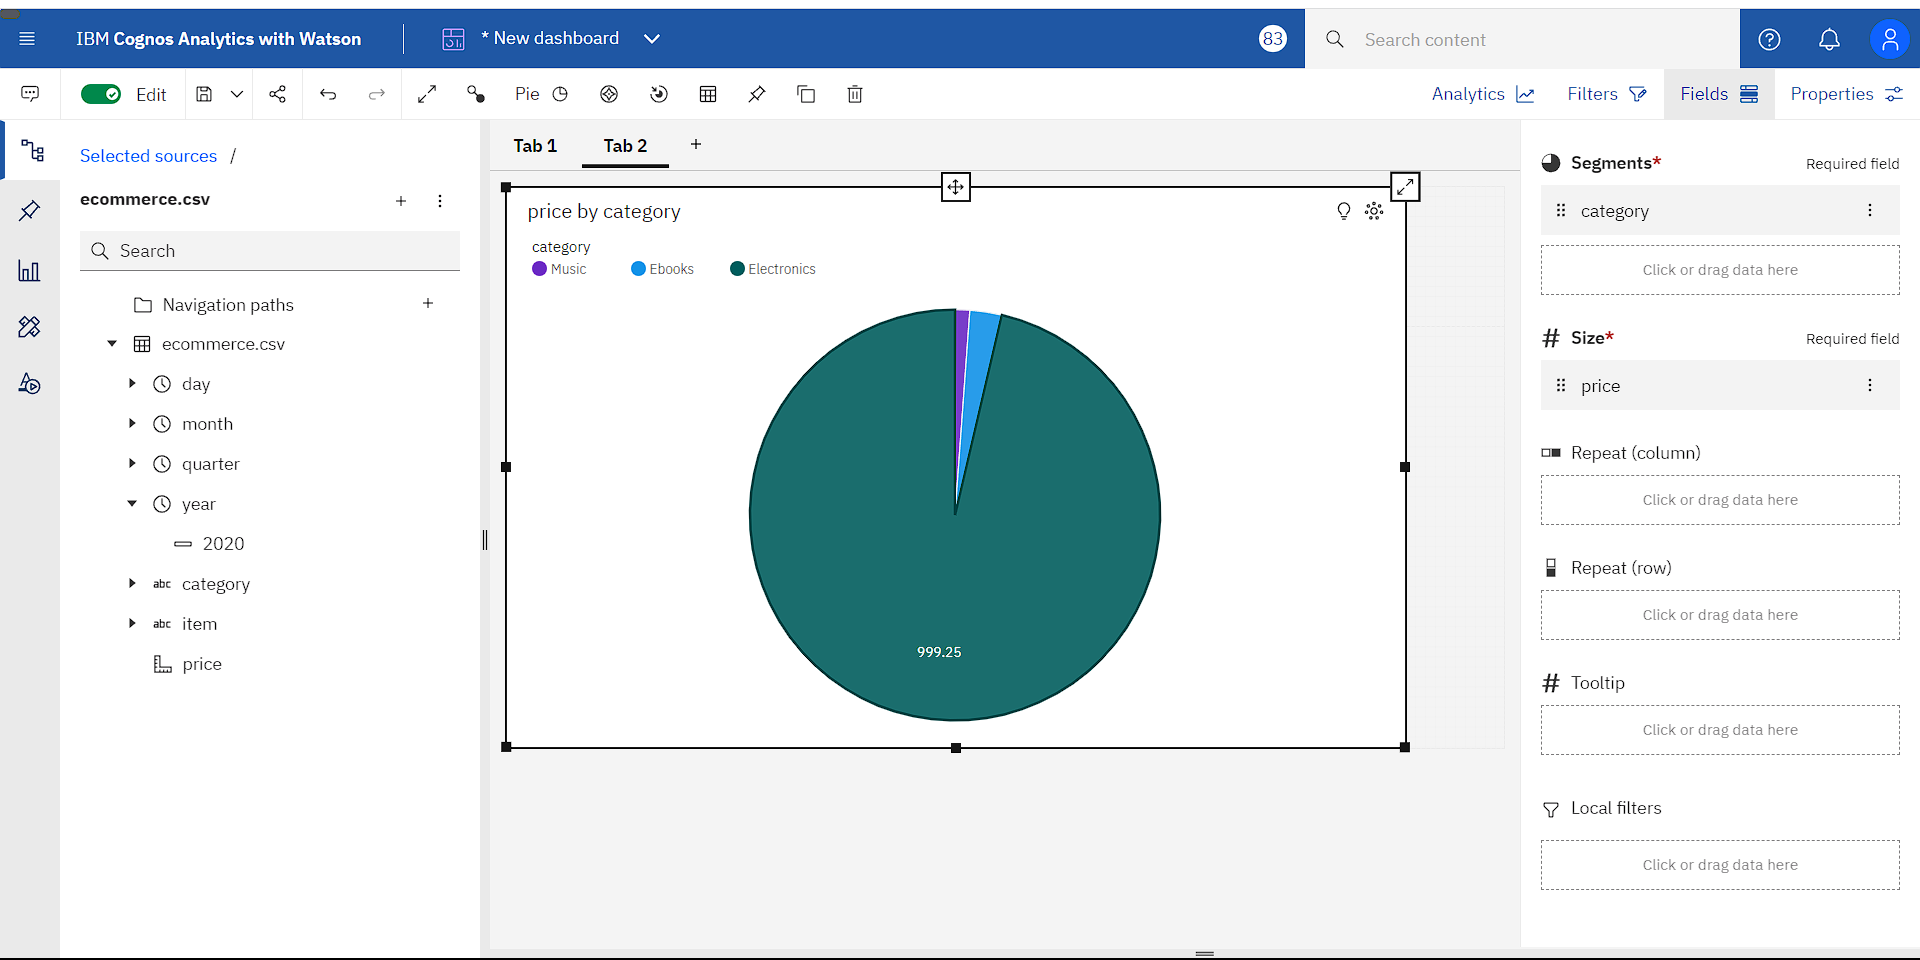 IBM Cognos Analytics with Watson
* New dashboard
83
Search content
Edit
Pie
Analytics
Filters
Fields
Properties
Selected sources /
ecommerce.csv
Search
Navigation paths
ecommerce.csv
day
month
quarter
year
2020
abc category
abc item
price
Tab 1
Tab 2
price by category
category
Music
Ebooks
Electronics
999.25
Segments* Required field
category
Click or drag data here
# Size* Required field
price
Repeat (column)
Click or drag data here
Repeat (row)
Click or drag data here
# Tooltip
Click or drag data here
Local filters
Click or drag data here